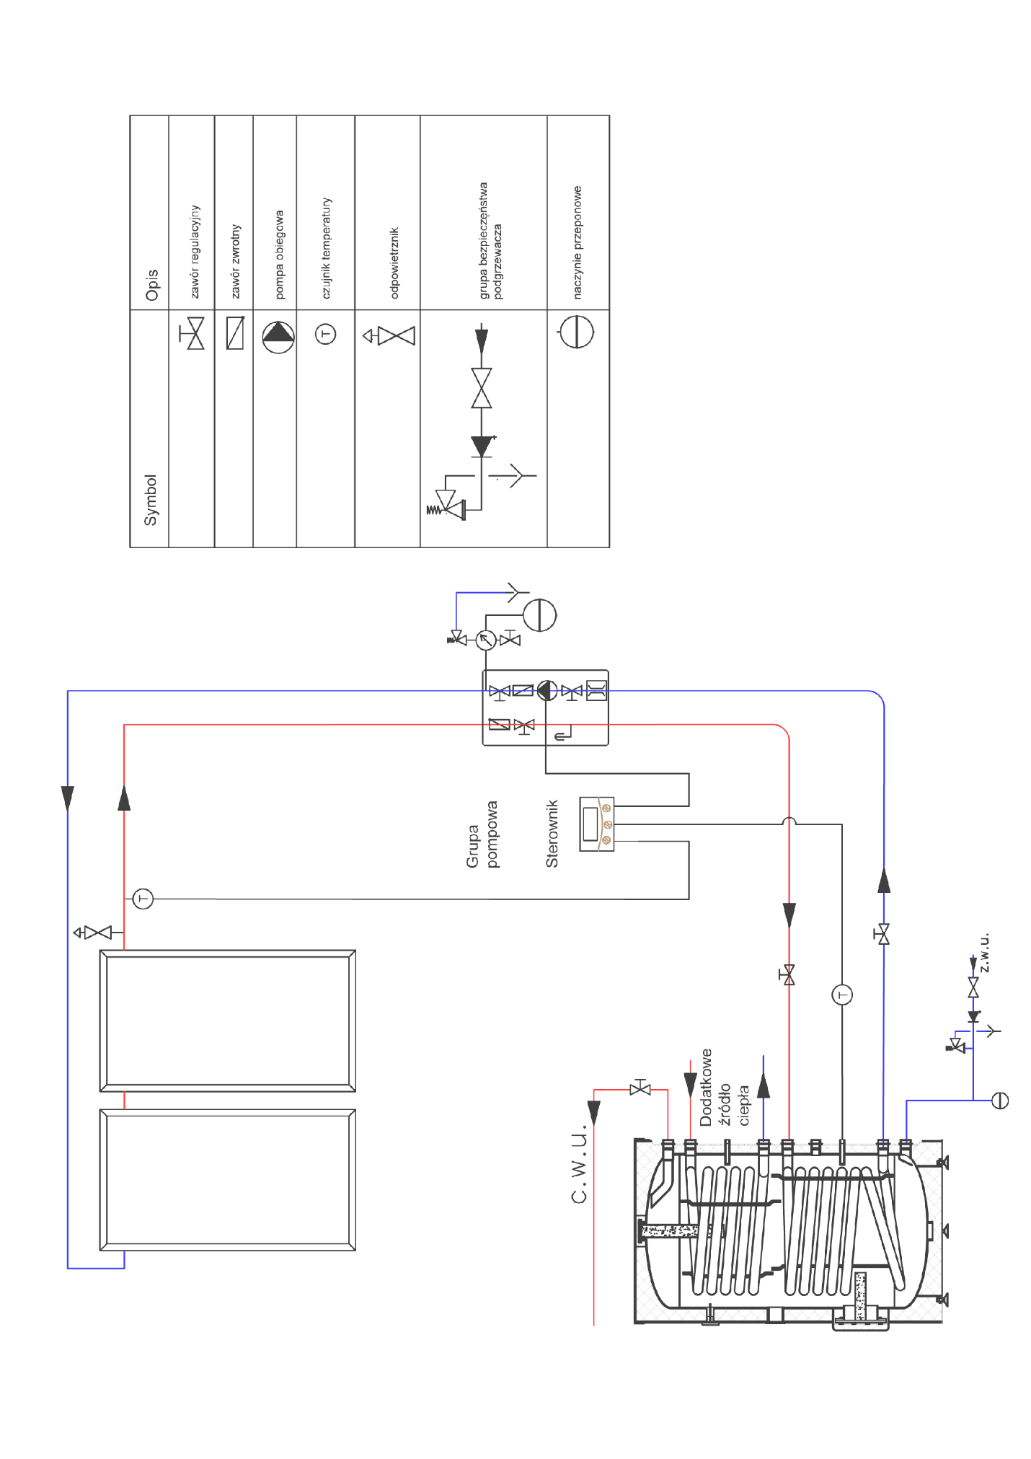 Symbol
Opis
zawór regulacyjny
zawór zwrotny
pompa obiegowa
T
czujnik temperatury
odpowietrznik
grupa bezpieczeństwa
podgrzewacza
naczynie przeponowe
T
Grupa
pompowa
Sterownik
T
z.w.u.
Dodatkowe
źródło
ciepła
C.W.U.